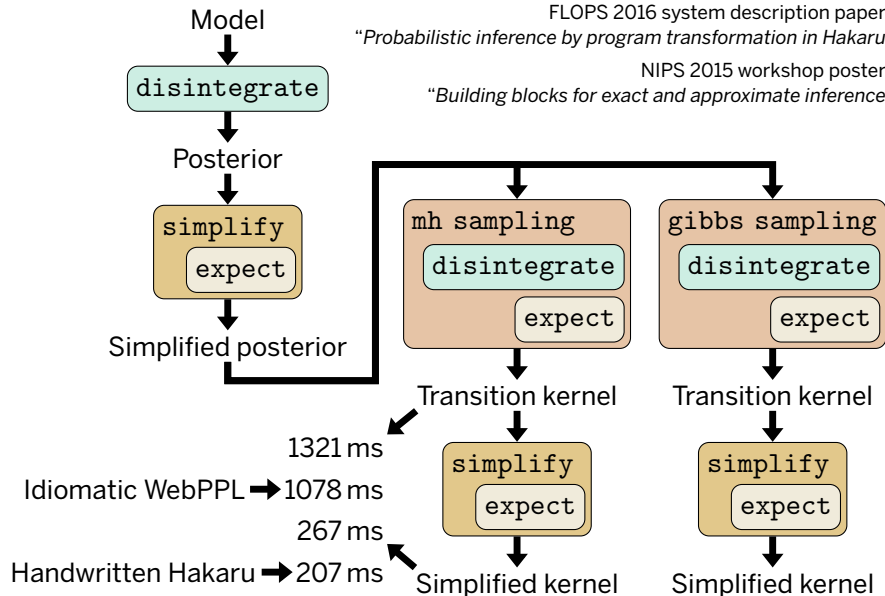 Model
FLOPS 2016 system description paper
“Probabilistic inference by program transformation in Hakaru
NIPS 2015 workshop poster
“Building blocks for exact and approximate inference
disintegrate
Posterior
simplify
expect
Simplified posterior
mh sampling
disintegrate
expect
gibbs sampling
disintegrate
expect
Transition kernel
Transition kernel
1321 ms
Idiomatic WebPPL 1078 ms
267 ms
Handwritten Hakaru 207 ms
simplify
expect
simplify
expect
Simplified kernel
Simplified kernel